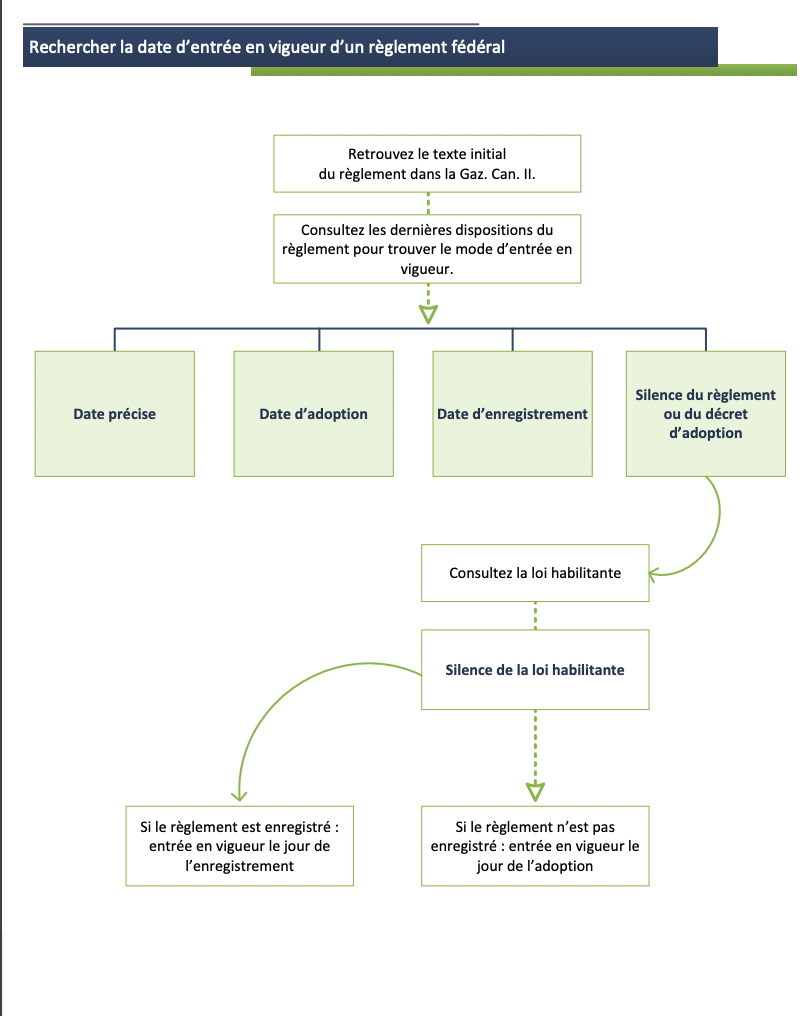 Rechercher la date d’entrée en vigueur d’un règlement fédéral
Retrouvez le texte initial
du règlement dans la Gaz. Can. II.
Consultez les dernières dispositions du
règlement pour trouver le mode d’entrée en
vigueur.
Date précise
Date d’adoption
Date d’enregistrement
Silence du règlement
ou du décret
d’adoption
Consultez la loi habilitante
Silence de la loi habilitante
Si le règlement est enregistré :
entrée en vigueur le jour de
l’enregistrement
Si le règlement n’est pas
enregistré : entrée en vigueur le
jour de l’adoption